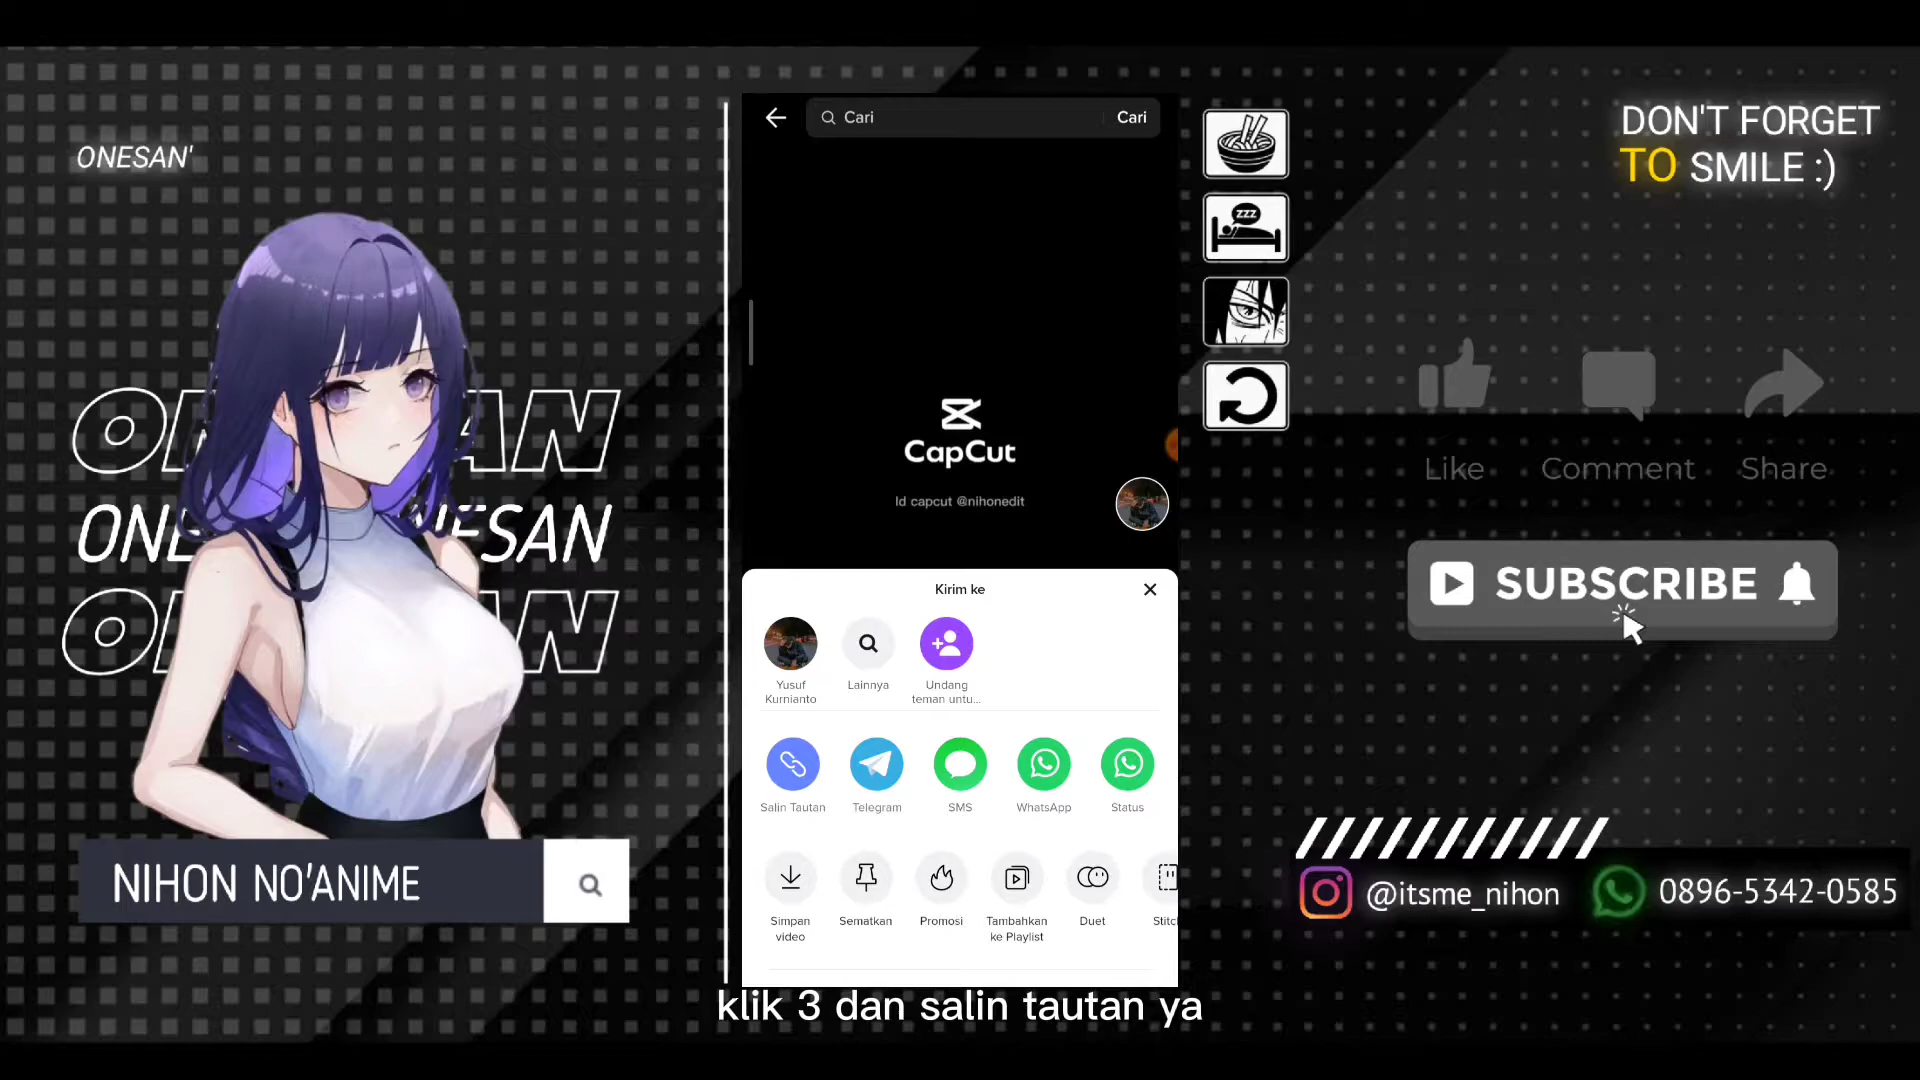 ONESAN'
NIHON NO'ANIME
Cari
Cari
CapCut
Id capcut @nihonedit
Kirim ke
Yusuf
Kurnianto
Lainnya
Undang
teman untu...
Salin Tautan
Telegram
SMS
WhatsApp
Status
Simpan
video
Sematkan
Promosi
Tambahkan
ke Playlist
Duet
klik 3 dan salin tautan ya
zzz
DON'T FORGET
TO SMILE :)
Like
Comment
Share
SUBSCRIBE
@itsme_nihon
0896-5342-0585